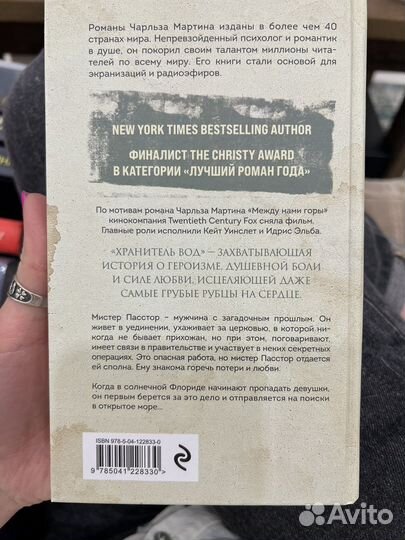 Романы Чарльза Мартина изданы в более чем 40
странах мира. Непревзойденный психолог и романтик
в душе, он покорил своим талантом миллионы чита-
телей по всему миру. Его книги стали основой для
экранизаций и радиоэфиров.
NEW YORK TIMES BESTSELLING AUTHOR
ФИНАЛИСТ THE CHRISTY AWARD
В КАТЕГОРИИ «ЛУЧШИЙ РОМАН ГОДА»
По мотивам романа Чарльза Мартина «Между нами горы»
кинокомпания Twentieth Century Fox сняла фильм.
Главные роли исполнили Кейт Уинслет и Идрис Эльба.
«ХРАНИТЕЛЬ ВОД» — ЗАХВАТЫВАЮЩАЯ
ИСТОРИЯ О ГЕРОИЗМЕ, ДУШЕВНОЙ БОЛИ
И СИЛЕ ЛЮБВИ, ИСЦЕЛЯЮЩЕЙ ДАЖЕ
САМЫЕ ГРУБЫЕ РУБЦЫ НА СЕРДЦЕ.
Мистер Пасстор – мужчина с загадочным прошлым. Он
живет в уединении, ухаживает за церковью, в которой ни-
когда не бывает прихожан, но при этом, поговаривают,
имеет связи в правительстве и участвует в неких секретных
операциях. Это опасная работа, но мистер Пасстор отдается
ей сполна. Ему знакома горечь потери и любви.
Когда в солнечной Флориде начинают пропадать девушки,
он первым берется за это дело и отправляется на поиски
в открытое море...
ISBN 978-5-04-122833-0
9 785041 228330 >
Avito